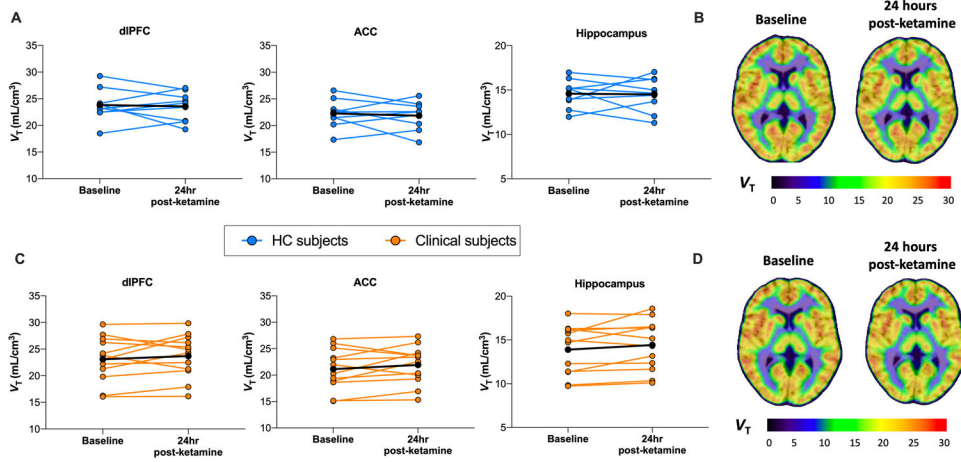 A
dlPFC
35
30
25
20
15
10
VT (mL/cm3)
Baseline
24hr
post-ketamine
ACC
35
30
25
20
15
10
VT (mL/cm3)
Baseline
24hr
post-ketamine
Hippocampus
20
15
10
5
VT (mL/cm3)
Baseline
24hr
post-ketamine
B
Baseline
24 hours
post-ketamine
VT
0 5 10 15 20 25 30
HC subjects
Clinical subjects
C
dlPFC
35
30
25
20
15
10
VT (mL/cm3)
Baseline
24hr
post-ketamine
ACC
35
30
25
20
15
10
VT (mL/cm3)
Baseline
24hr
post-ketamine
Hippocampus
20
15
10
5
VT (mL/cm3)
Baseline
24hr
post-ketamine
D
Baseline
24 hours
post-ketamine
VT
0 5 10 15 20 25 30